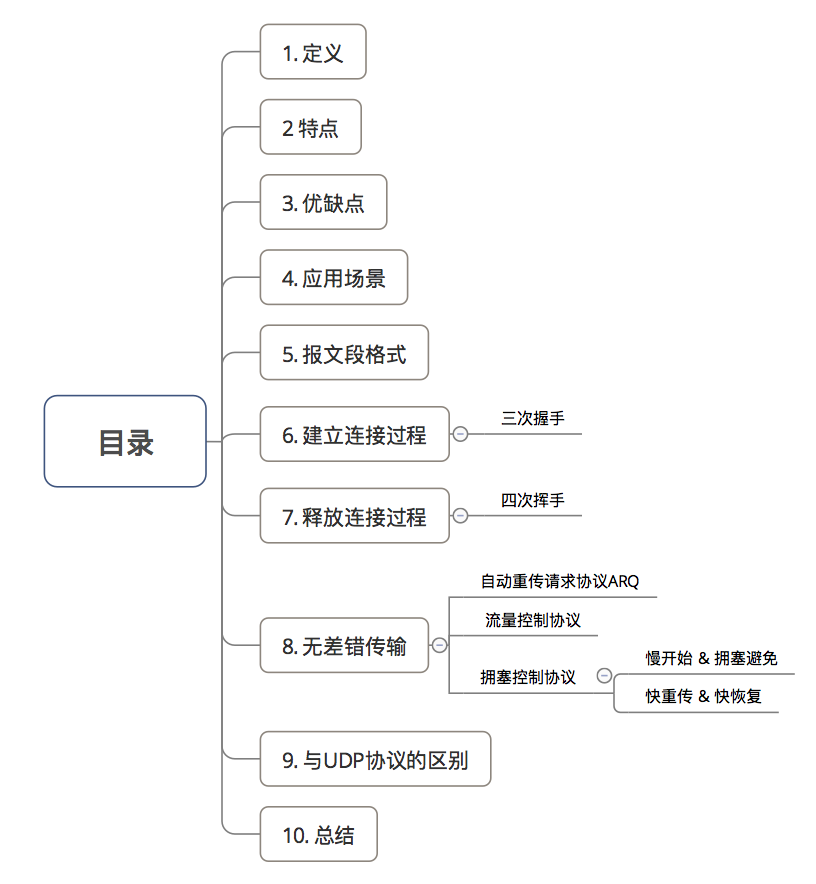 目录
1. 定义
2 特点
3. 优缺点
4. 应用场景
5. 报文段格式
6. 建立连接过程
三次握手
7. 释放连接过程
四次挥手
8. 无差错传输
自动重传请求协议ARQ
流量控制协议
拥塞控制协议
慢开始 & 拥塞避免
快重传 & 快恢复
9. 与UDP协议的区别
10. 总结